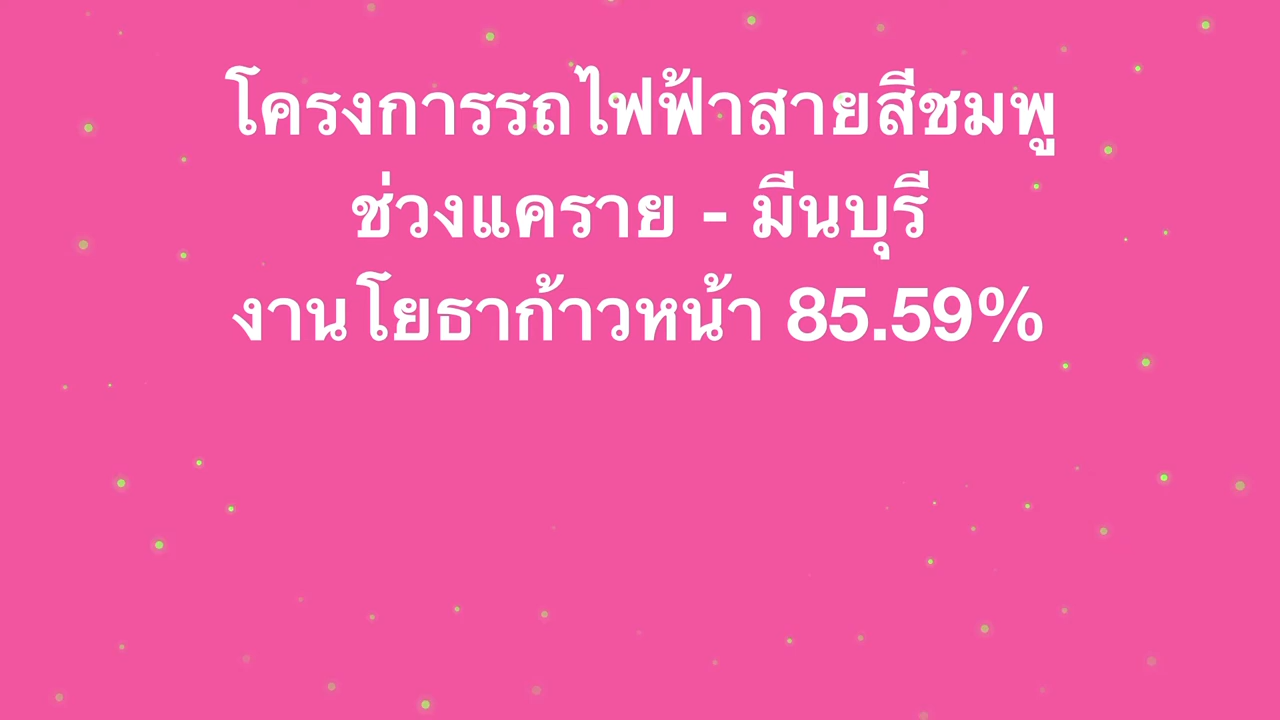 โครงการรถไฟฟ้าสายสีชมพู
ช่วงแคราย - มีนบุรี
งานโยธาก้าวหน้า 85.59%